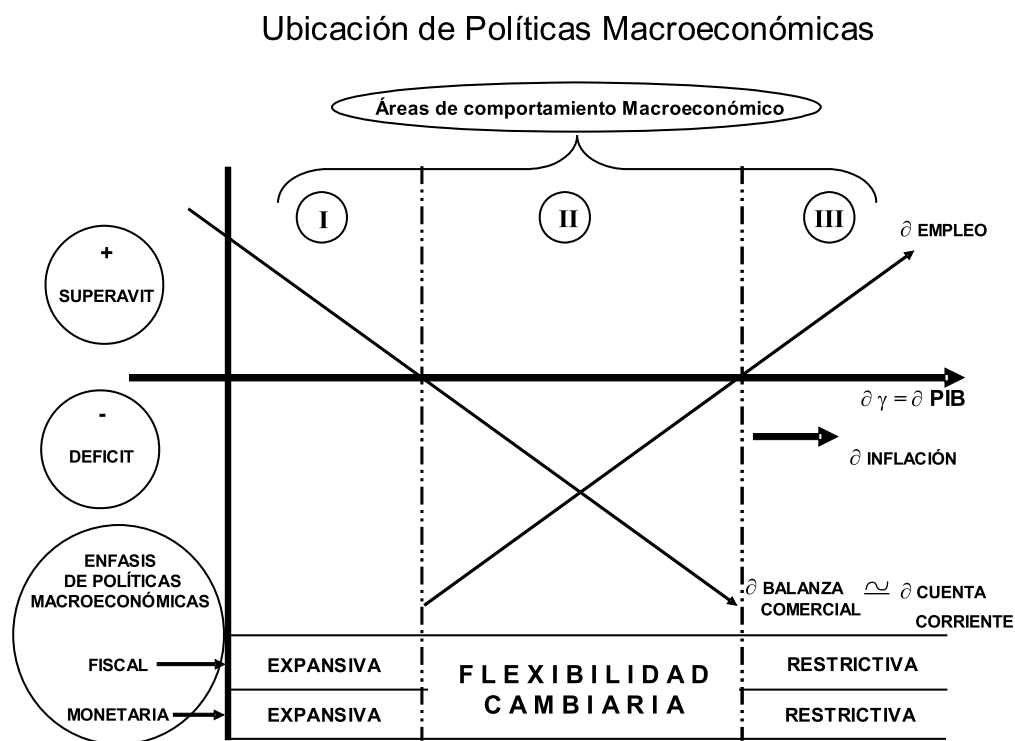 Ubicación de Políticas Macroeconómicas
Áreas de comportamiento Macroeconómico
I
II
III
∂ EMPLEO
+
SUPERAVIT
∂ γ = ∂ PIB
-
DEFICIT
∂ INFLACIÓN
ENFASIS
DE POLÍTICAS
MACROECONÓMICAS
∂ BALANZA
COMERCIAL
≃
∂ CUENTA
CORRIENTE
FISCAL
EXPANSIVA
FLEXIBILIDAD
CAMBIARIA
RESTRICTIVA
MONETARIA
EXPANSIVA
RESTRICTIVA